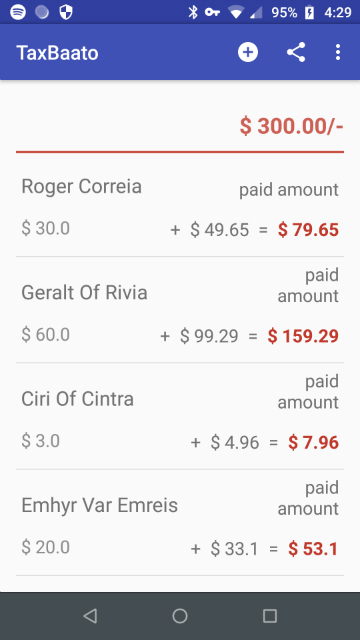 95% 4:29
TaxBaato
$ 300.00/-
Roger Correia paid amount
$ 30.0 + $ 49.65 = $ 79.65
paid
Geralt Of Rivia amount
$ 60.0 + $ 99.29 = $ 159.29
paid
Ciri Of Cintra amount
$ 3.0 + $ 4.96 = $ 7.96
paid
Emhyr Var Emreis amount
$ 20.0 + $ 33.1 = $ 53.1